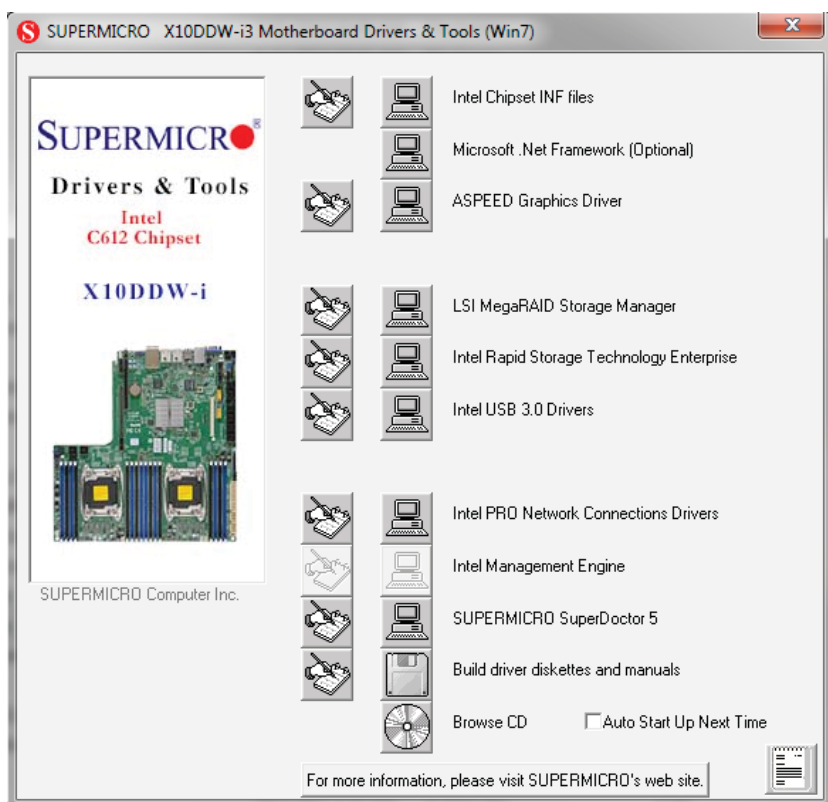 SUPERMICRO X10DDW-i3 Motherboard Drivers & Tools (Win7)
SUPERMICRO®
Drivers & Tools
Intel
C612 Chipset
X10DDW-i
SUPERMICRO Computer Inc.
Intel Chipset INF files
Microsoft .Net Framework (Optional)
ASPEED Graphics Driver
LSI MegaRAID Storage Manager
Intel Rapid Storage Technology Enterprise
Intel USB 3.0 Drivers
Intel PRO Network Connections Drivers
Intel Management Engine
SUPERMICRO SuperDoctor 5
Build driver diskettes and manuals
Browse CD Auto Start Up Next Time
For more information, please visit SUPERMICRO's web site.